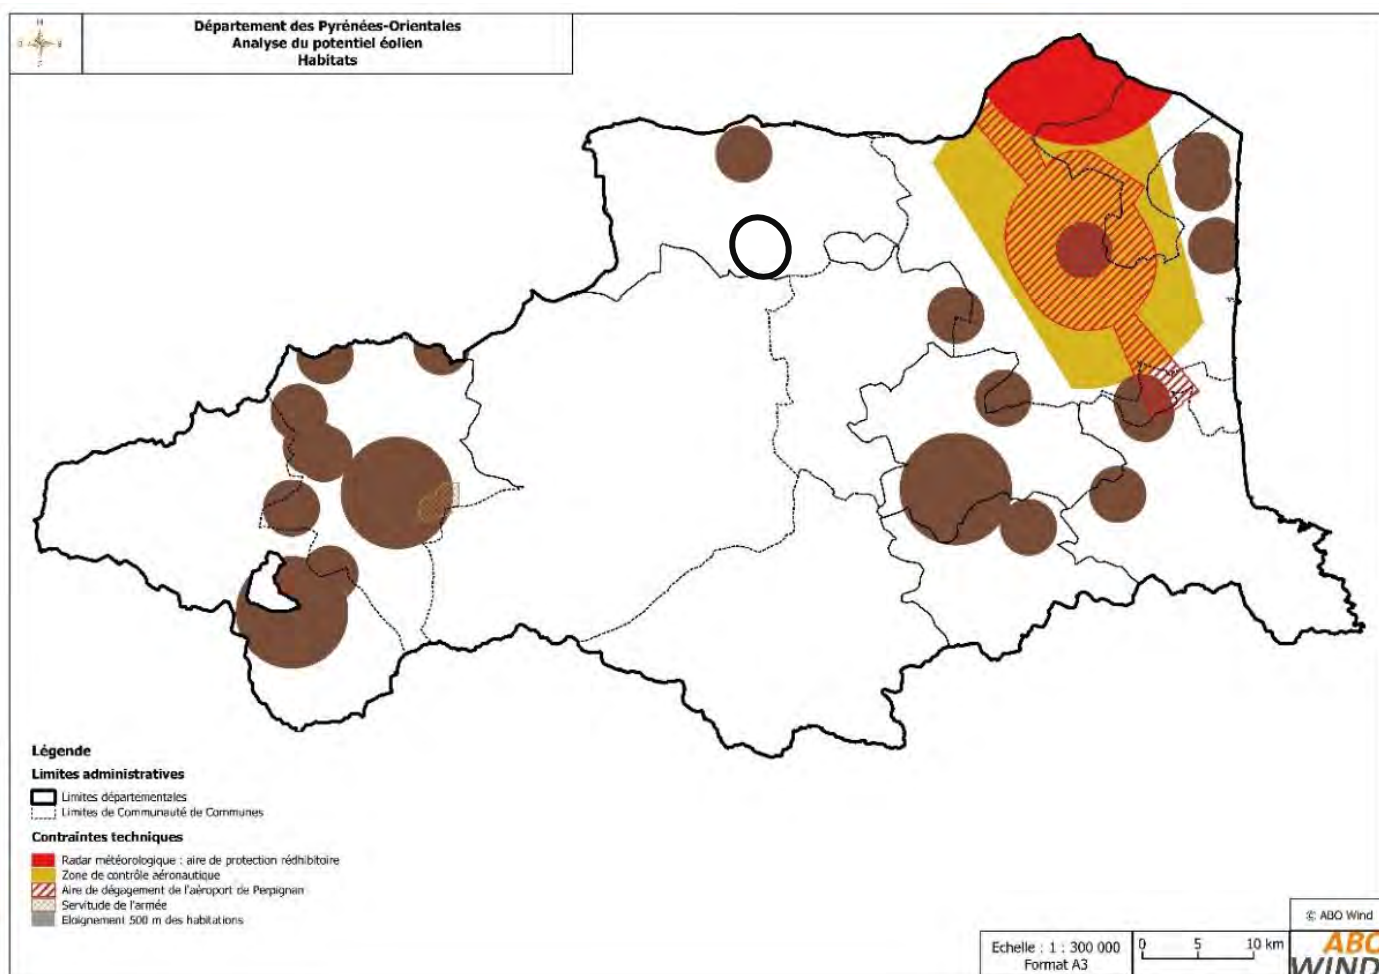 Département des Pyrénées-Orientales
Analyse du potentiel éolien
Habitats
Légende
Limites administratives
Limites départementales
Limites de Communauté de Communes
Contraintes techniques
Radar météorologique : aire de protection rédhibitoire
Zone de contrôle aéronautique
Aire de dégagement de l'aéroport de Perpignan
Servitude de l'armée
Eloignement 500 m des habitations
© ABO Wind
Echelle : 1 : 300 000
Format A3
0 5 10 km
ABO
WIND